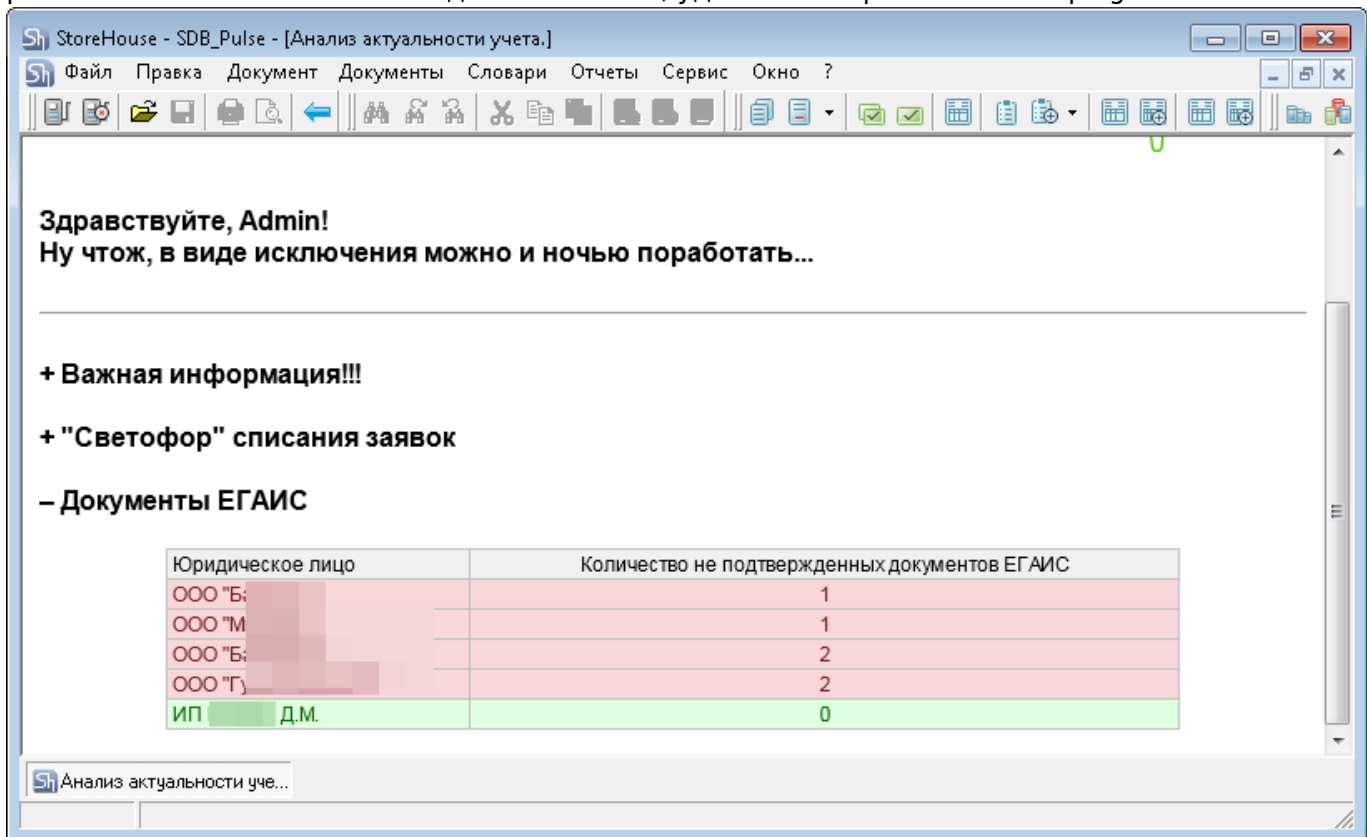 StoreHouse - SDB_Pulse - [Анализ актуальности учета.]
Файл Правка Документ Документы Словари Отчеты Сервис Окно ?
Здравствуйте, Admin!
Ну чтож, в виде исключения можно и ночью поработать...
+ Важная информация!!!
+ "Светофор" списания заявок
– Документы ЕГАИС
Юридическое лицо Количество не подтвержденных документов ЕГАИС
ООО 1
ООО 1
ООО 2
ООО 2
ИП Д.М. 0
Анализ актуальности уче...